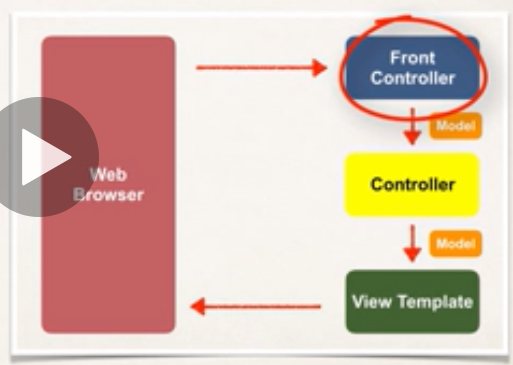 Front
Controller
Model
Web
Browser
Controller
Model
View Template